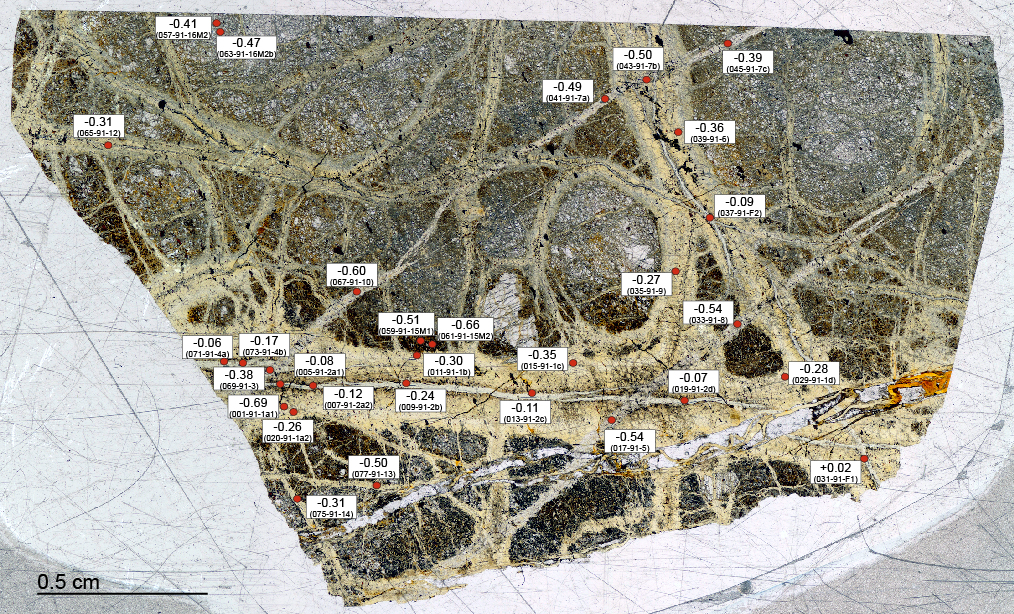 -0.41
(057-91-16M2)
-0.47
(063-91-16M2b)
-0.50
(043-91-7b)
-0.39
(045-91-7c)
-0.49
(041-91-7a)
-0.31
(065-91-12)
-0.36
(039-91-6)
-0.09
(037-91-F2)
-0.60
(067-91-10)
-0.27
(035-91-9)
-0.54
(033-91-8)
-0.51
(059-91-15M1)
-0.66
(061-91-15M2)
-0.06
(071-91-4a)
-0.17
(073-91-4b)
-0.08
(005-91-2a1)
-0.30
(011-91-1b)
-0.35
(015-91-1c)
-0.28
(029-91-1d)
-0.38
(069-91-3)
-0.12
(007-91-2a2)
-0.24
(009-91-2b)
-0.07
(019-91-2d)
-0.69
(001-91-1a1)
-0.11
(013-91-2c)
-0.26
(020-91-1a2)
-0.54
(017-91-5)
-0.50
(077-91-13)
+0.02
(031-91-F1)
-0.31
(075-91-14)
0.5 cm